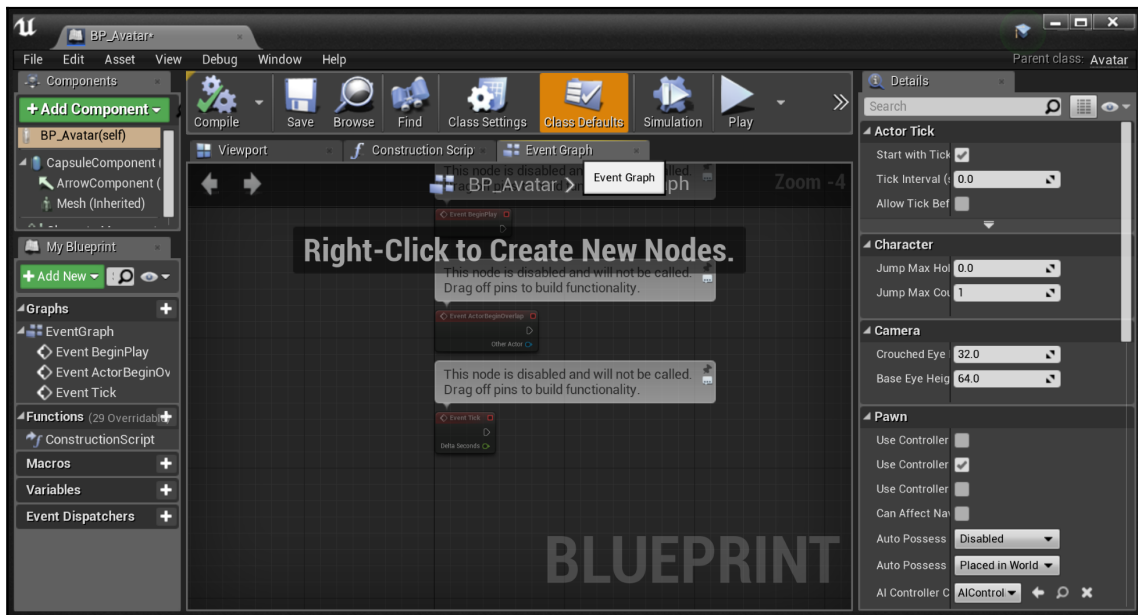 BP_Avatar*
File Edit Asset View Debug Window Help
Parent class: Avatar
Components
+Add Component
BP_Avatar(self)
CapsuleComponent (
ArrowComponent (
Mesh (Inherited)
My Blueprint
+Add New
Graphs
EventGraph
Event BeginPlay
Event ActorBeginOv
Event Tick
Functions (29 Overridabl
ConstructionScript
Macros
Variables
Event Dispatchers
Compile
Save
Browse
Find
Class Settings
Class Defaults
Simulation
Play
Viewport
Construction Scrip
Event Graph
BP_Avatar >
Event Graph
ph
Zoom -4
Event BeginPlay
Right-Click to Create New Nodes.
This node is disabled and will not be called.
Drag off pins to build functionality.
Event ActorBeginOverlap
Other Actor
This node is disabled and will not be called.
Drag off pins to build functionality.
Event Tick
Delta Seconds
BLUEPRINT
Details
Search
Actor Tick
Start with Tick
Tick Interval (s 0.0
Allow Tick Bef
Character
Jump Max Hol 0.0
Jump Max Cou 1
Camera
Crouched Eye 32.0
Base Eye Heig 64.0
Pawn
Use Controller
Use Controller
Use Controller
Can Affect Nav
Auto Possess Disabled
Auto Possess Placed in World
AI Controller C AIControl